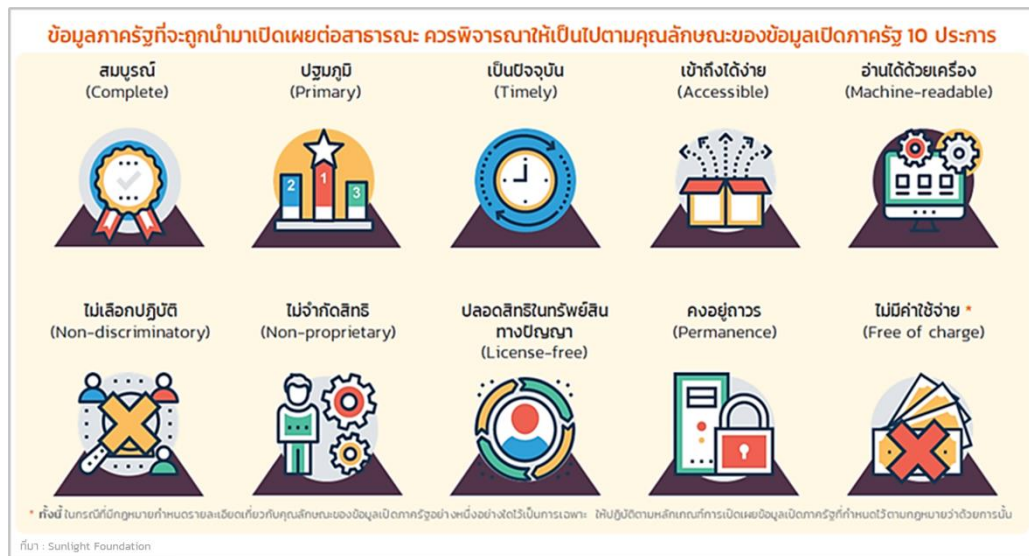 ข้อมูลภาครัฐที่จะถูกนำมาเปิดเผยต่อสาธารณะ ควรพิจารณาให้เป็นไปตามคุณลักษณะของข้อมูลเปิดภาครัฐ 10 ประการ
สมบูรณ์
(Complete)
ปฐมภูมิ
(Primary)
เป็นปัจจุบัน
(Timely)
เข้าถึงได้ง่าย
(Accessible)
อ่านได้ด้วยเครื่อง
(Machine-readable)
2 1 3
ไม่เลือกปฏิบัติ
(Non-discriminatory)
ไม่จำกัดสิทธิ
(Non-proprietary)
ปลอดสิทธิในทรัพย์สิน
ทางปัญญา
(License-free)
คงอยู่ถาวร
(Permanence)
ไม่มีค่าใช้จ่าย *
(Free of charge)
* ทั้งนี้ ในกรณีที่มีกฎหมายกำหนดรายละเอียดเกี่ยวกับคุณลักษณะของข้อมูลเปิดภาครัฐอย่างหนึ่งอย่างใดไว้เป็นการเฉพาะ ให้ปฏิบัติตามหลักเกณฑ์การเปิดเผยข้อมูลเปิดภาครัฐที่กำหนดไว้ตามกฎหมายว่าด้วยการนั้น
ที่มา : Sunlight Foundation